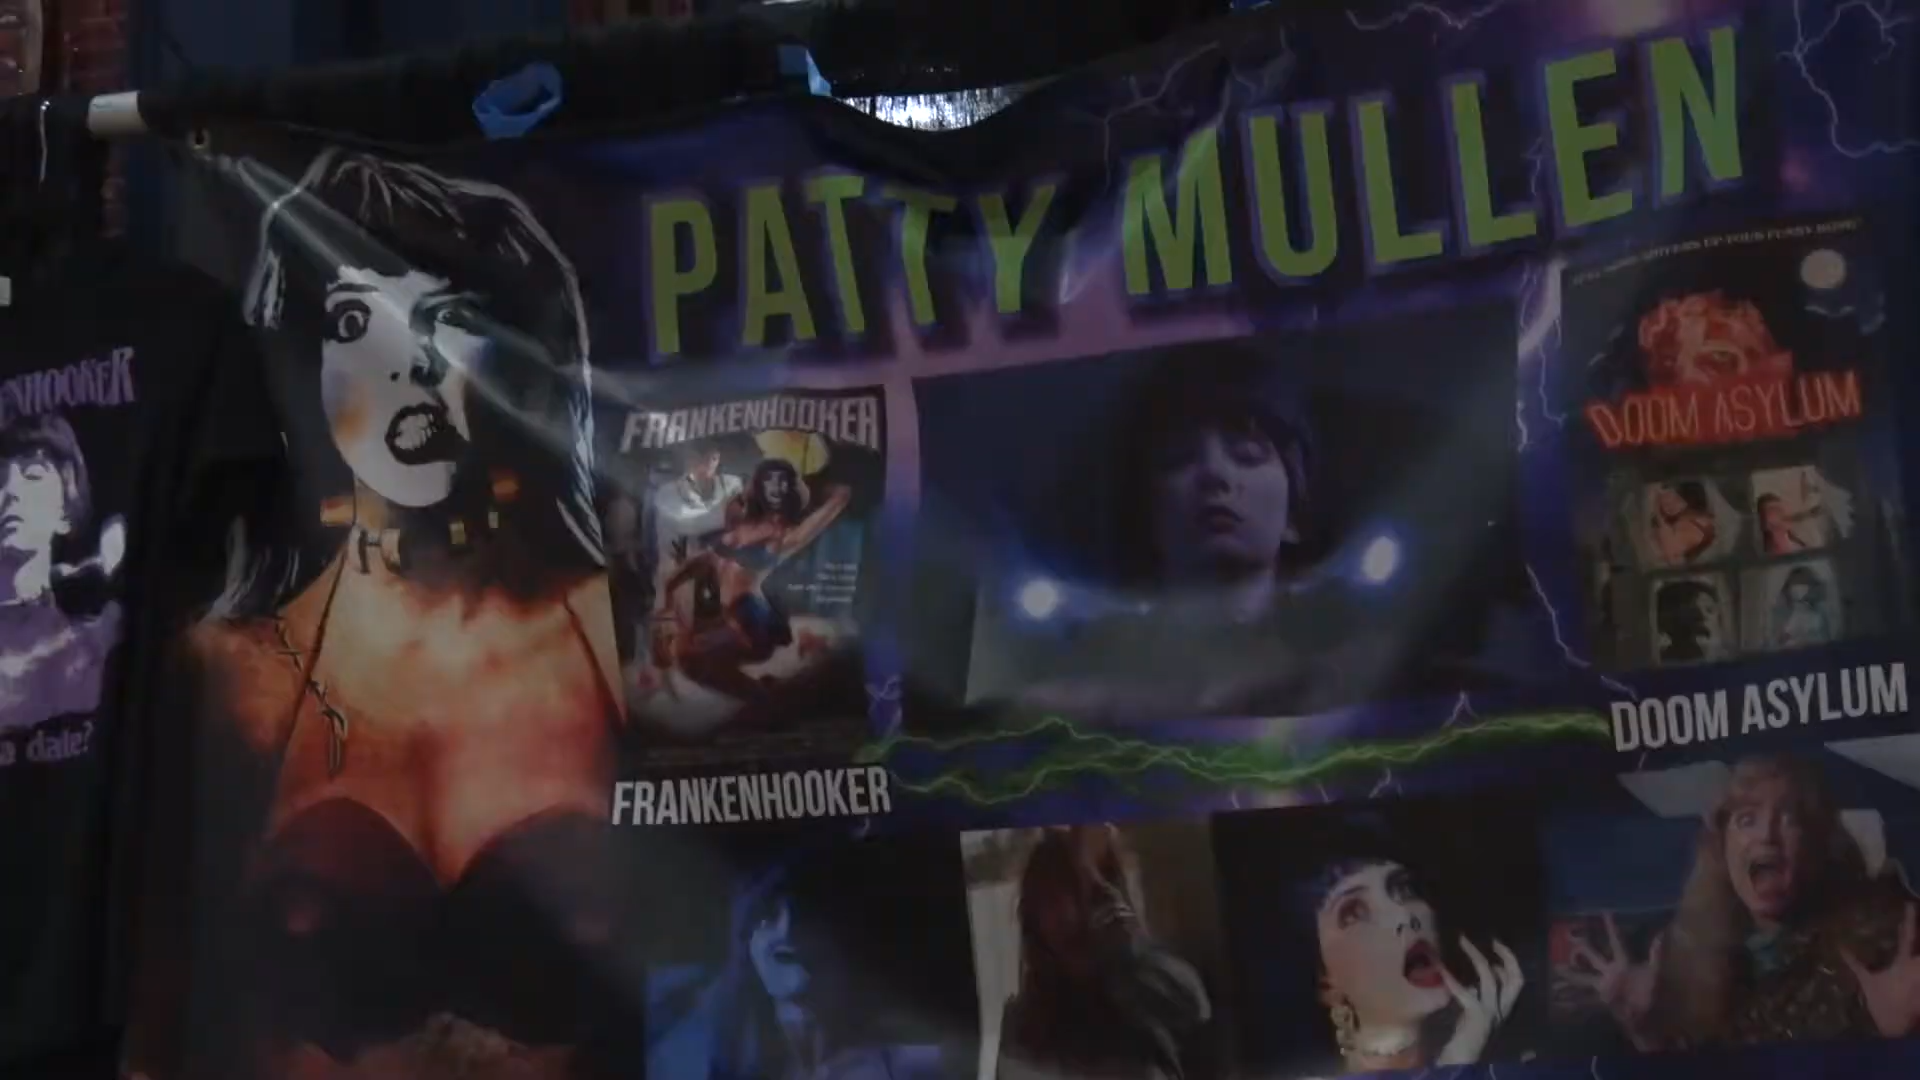 PATTY MULLEN
FRANKENHOOKER
FRANKENHOOKER
DOOM ASYLUM
DOOM ASYLUM
ENHOOKER
a date?